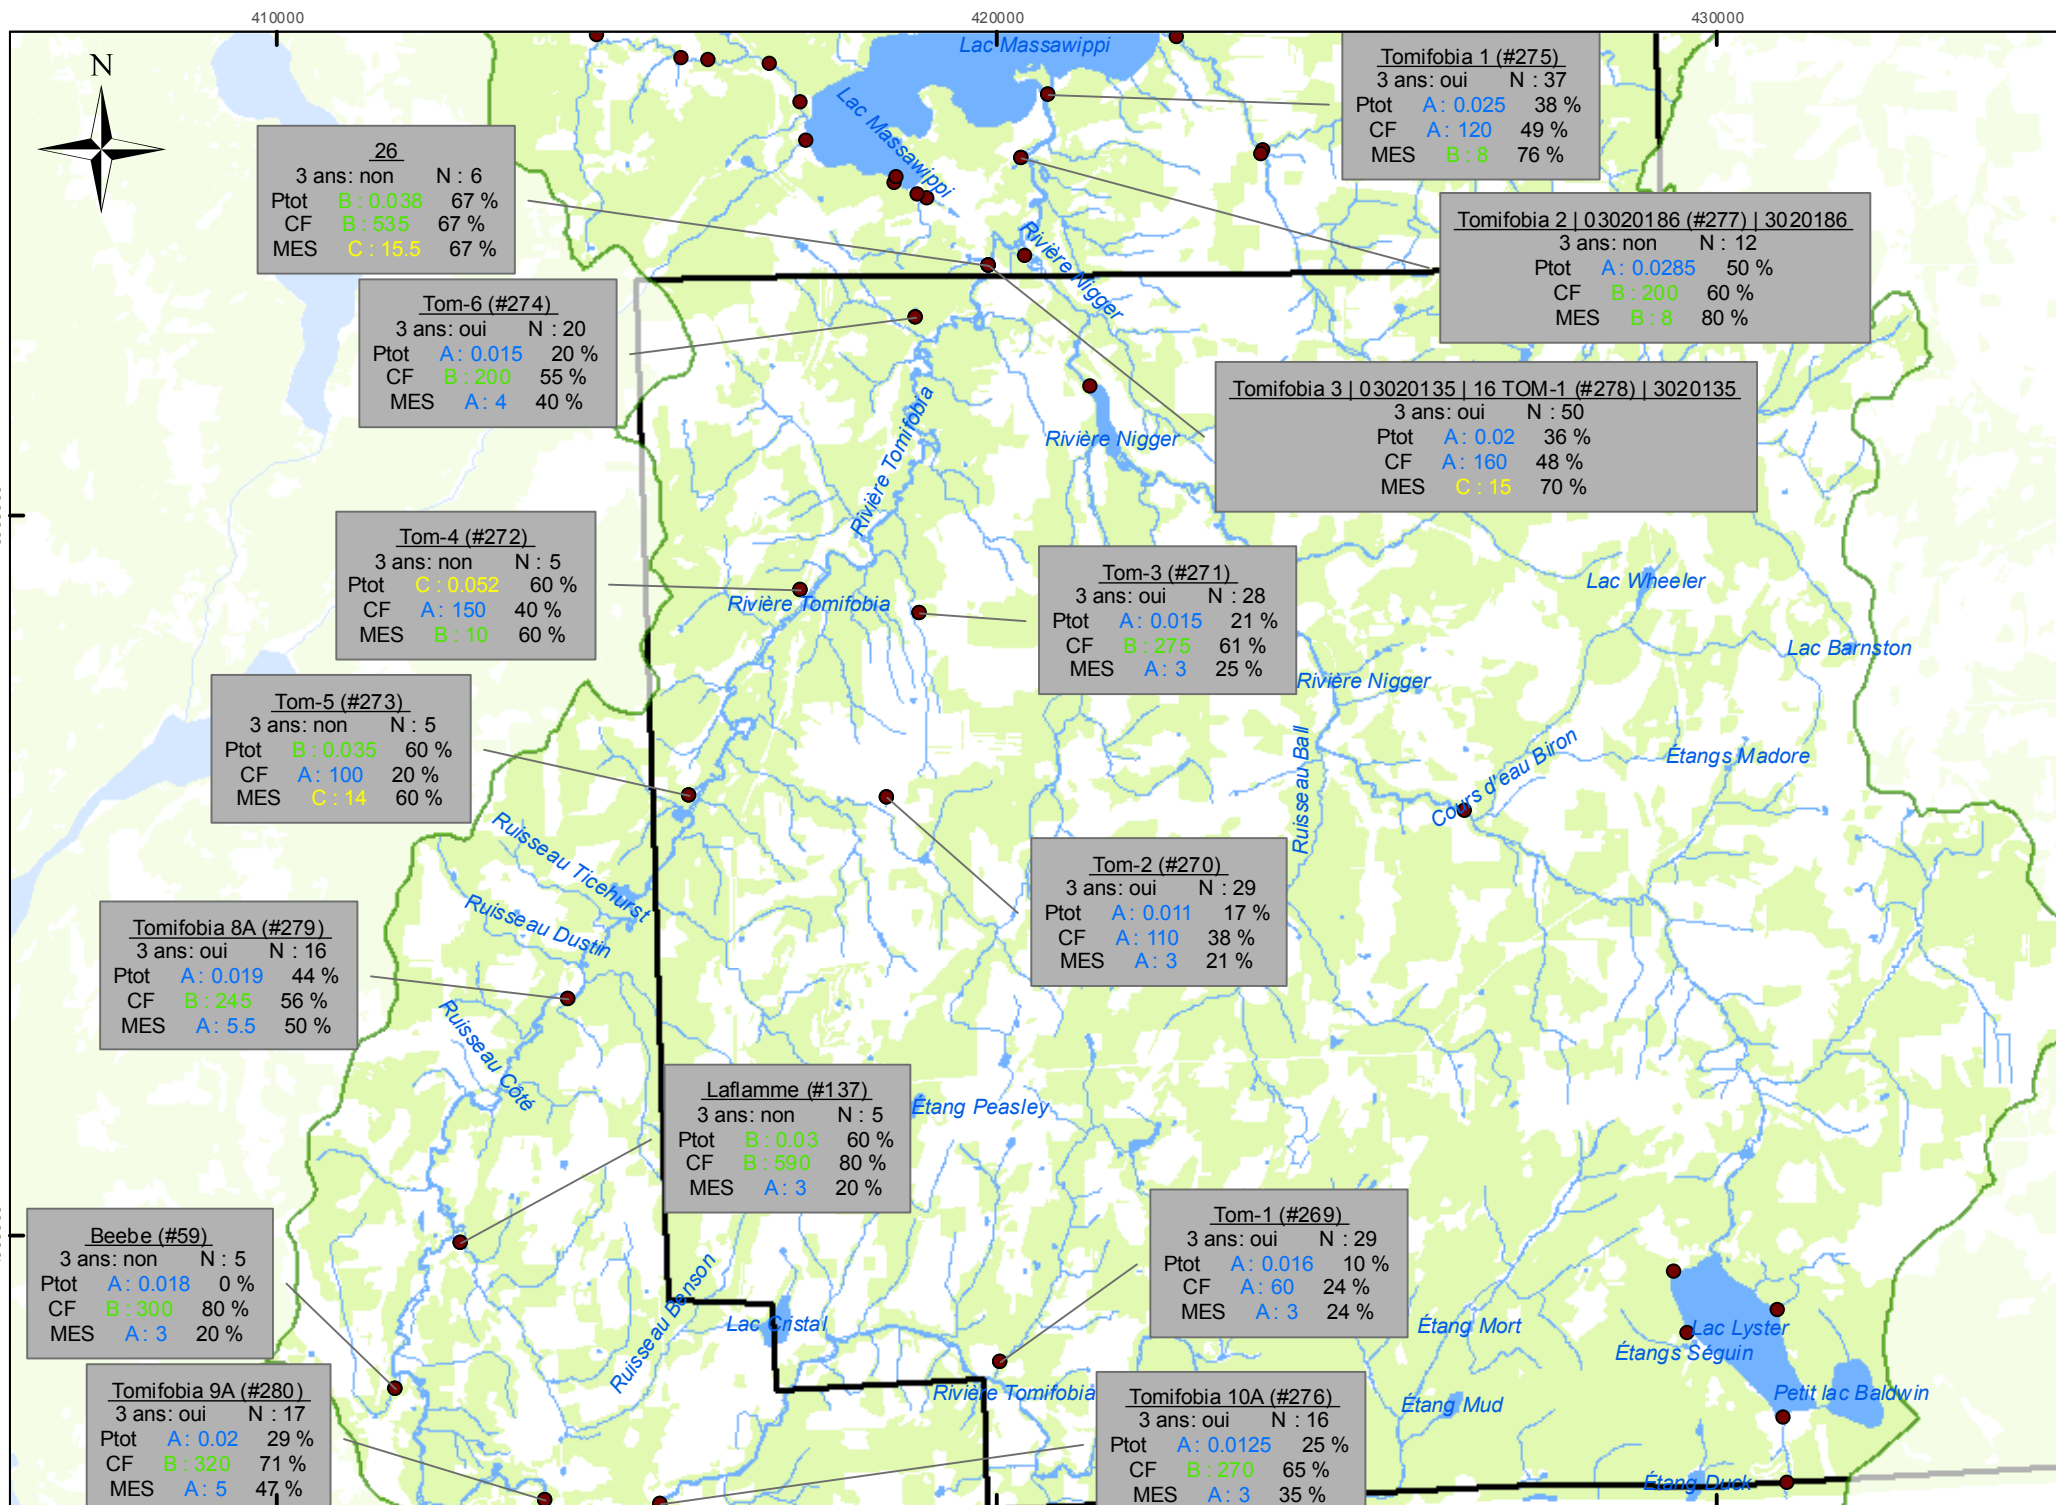 410000
420000
430000
N
Lac Massawippi
Lac Massawippi
Tomifobia 1 (#275)
3 ans: oui N : 37
Ptot A : 0.025 38 %
CF A : 120 49 %
MES B : 8 76 %
26
3 ans: non N : 6
Ptot B : 0.038 67 %
CF B : 535 67 %
MES C : 15.5 67 %
Tomifobia 2 | 03020186 (#277) | 3020186
3 ans: non N : 12
Ptot A : 0.0285 50 %
CF B : 200 60 %
MES B : 8 80 %
Rivière Nigger
Tom-6 (#274)
3 ans: oui N : 20
Ptot A : 0.015 20 %
CF B : 200 55 %
MES A : 4 40 %
Tomifobia 3 | 03020135 | 16 TOM-1 (#278) | 3020135
3 ans: oui N : 50
Ptot A : 0.02 36 %
CF A : 160 48 %
MES C : 15 70 %
Rivière Nigger
Rivière Tomifobia
Tom-4 (#272)
3 ans: non N : 5
Ptot C : 0.052 60 %
CF A : 150 40 %
MES B : 10 60 %
Rivière Tomifobia
Tom-3 (#271)
3 ans: oui N : 28
Ptot A : 0.015 21 %
CF B : 275 61 %
MES A : 3 25 %
Lac Wheeler
Lac Barnston
Rivière Nigger
Tom-5 (#273)
3 ans: non N : 5
Ptot B : 0.035 60 %
CF A : 100 20 %
MES C : 14 60 %
Ruisseau Ball
Cours d'eau Biron
Étangs Madore
Ruisseau Ticehurst
Ruisseau Dustin
Tom-2 (#270)
3 ans: oui N : 29
Ptot A : 0.011 17 %
CF A : 110 38 %
MES A : 3 21 %
Tomifobia 8A (#279)
3 ans: oui N : 16
Ptot A : 0.019 44 %
CF B : 245 56 %
MES A : 5.5 50 %
Ruisseau Côté
Laflamme (#137)
3 ans: non N : 5
Ptot B : 0.03 60 %
CF B : 590 80 %
MES A : 3 20 %
Étang Peasley
Tom-1 (#269)
3 ans: oui N : 29
Ptot A : 0.016 10 %
CF A : 60 24 %
MES A : 3 24 %
Beebe (#59)
3 ans: non N : 5
Ptot A : 0.018 0 %
CF B : 300 80 %
MES A : 3 20 %
Ruisseau Benson
Lac Cristal
Étang Mort
Lac Lyster
Étangs Séguin
Rivière Tomifobia
Petit lac Baldwin
Étang Mud
Tomifobia 9A (#280)
3 ans: oui N : 17
Ptot A : 0.02 29 %
CF B : 320 71 %
MES A : 5 47 %
Tomifobia 10A (#276)
3 ans: oui N : 16
Ptot A : 0.0125 25 %
CF B : 270 65 %
MES A : 3 35 %
Étang Duck